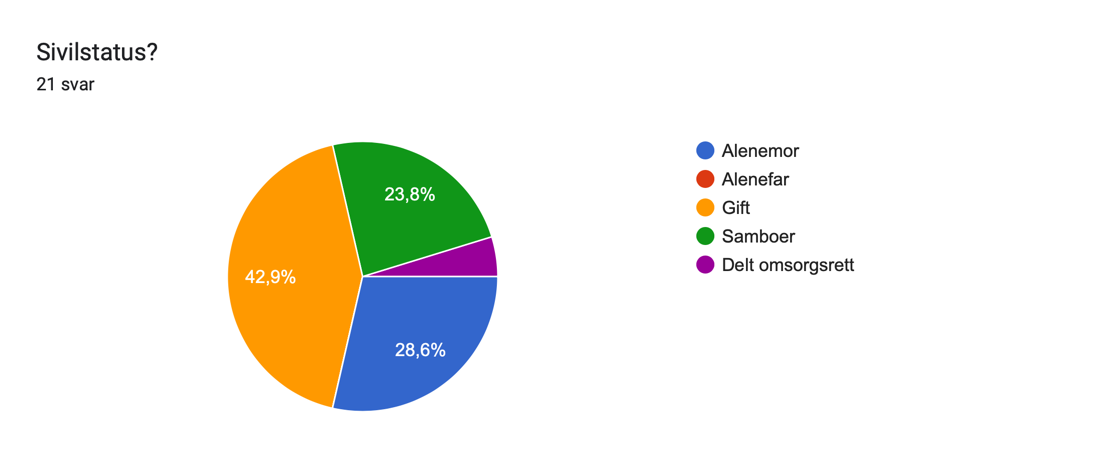 Sivilstatus?
21 svar
23,8%
42,9%
28,6%
Alenemor
Alenefar
Gift
Samboer
Delt omsorgsrett